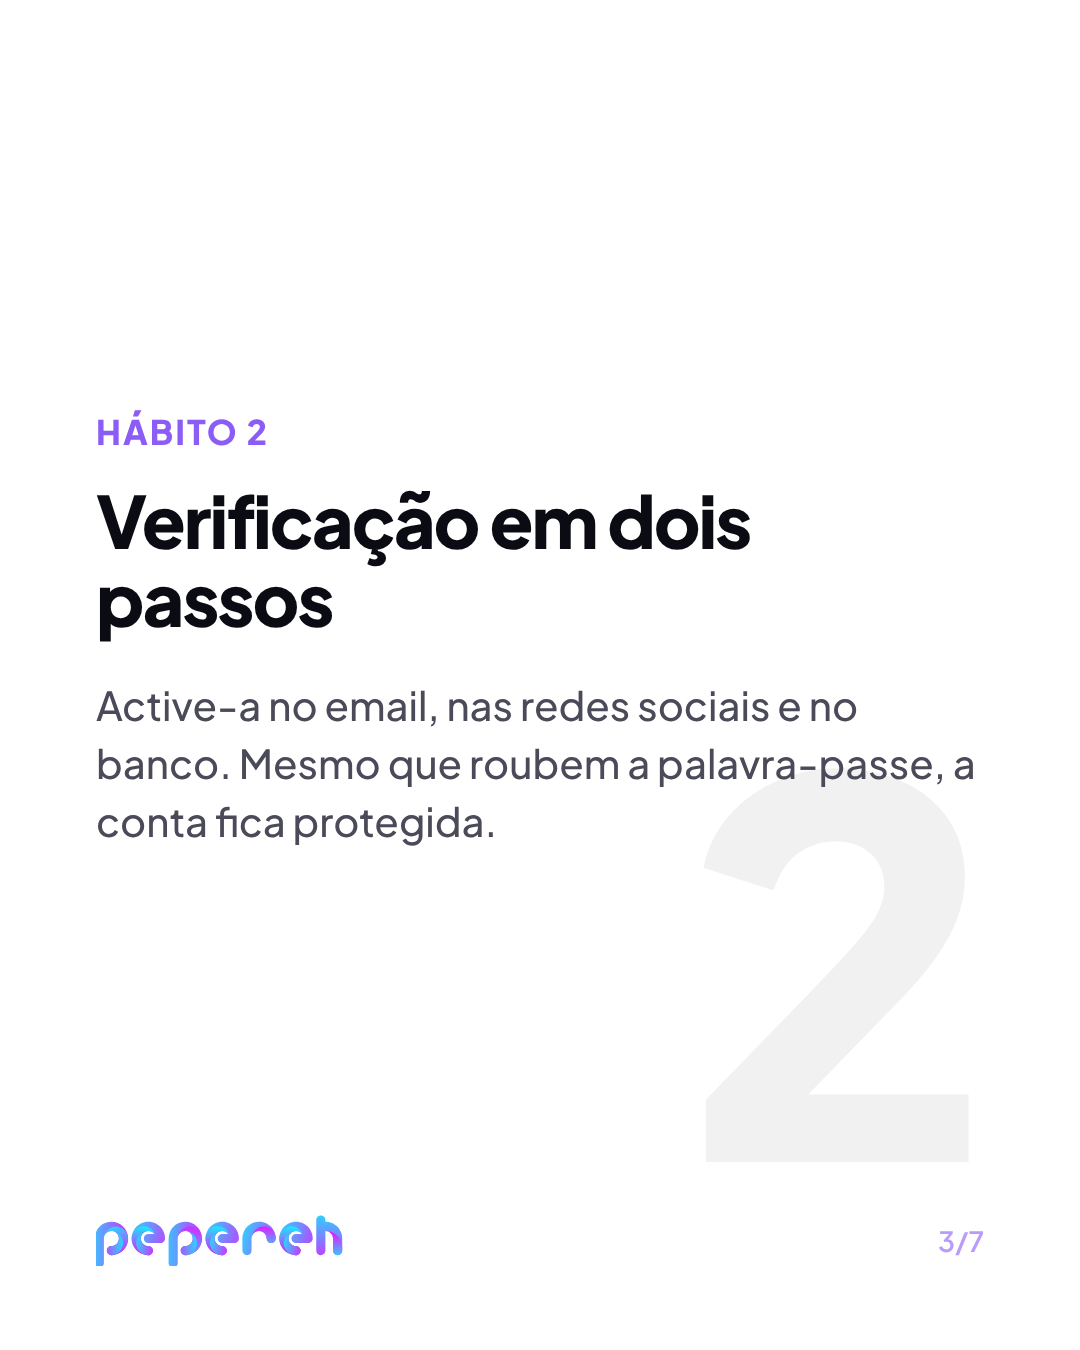 HÁBITO 2
Verificação em dois
passos
Active-a no email, nas redes sociais e no
banco. Mesmo que roubem a palavra-passe, a
conta fica protegida.
2
pepereh
3/7